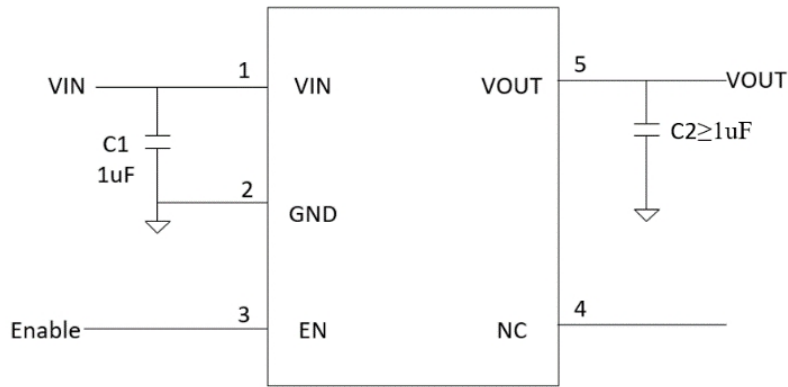 1
5
VIN
VIN
VOUT
VOUT
C1
1uF
C2≥1uF
2
GND
3
4
Enable
EN
NC